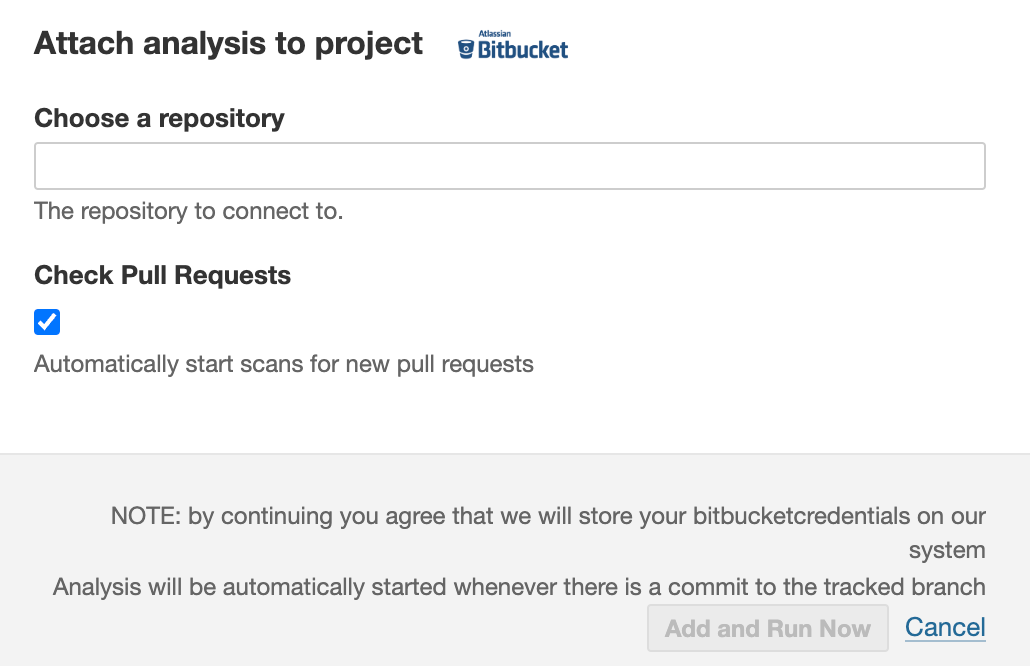 Attach analysis to project
Atlassian
Bitbucket
Choose a repository
The repository to connect to.
Check Pull Requests
Automatically start scans for new pull requests
NOTE: by continuing you agree that we will store your bitbucketcredentials on our
system
Analysis will be automatically started whenever there is a commit to the tracked branch
Add and Run Now Cancel